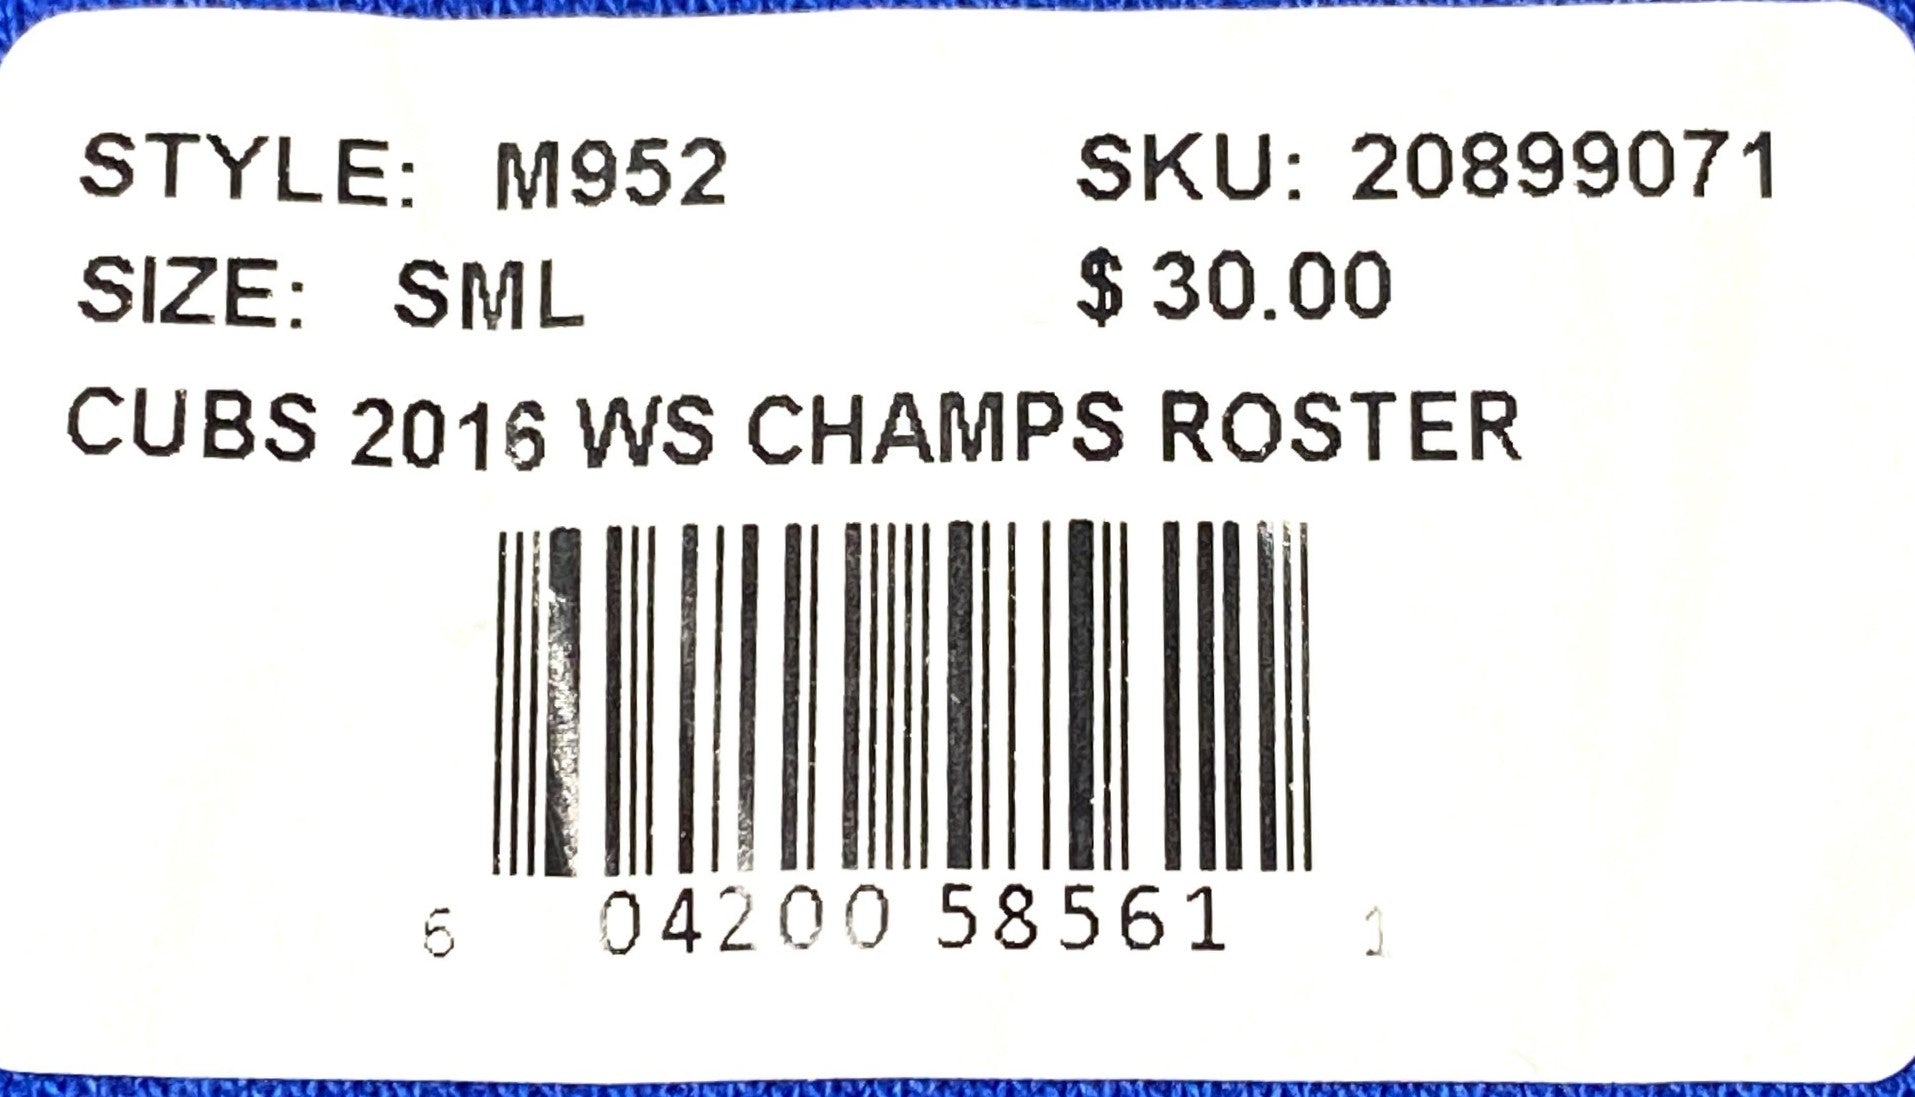 STYLE: M952 SKU: 20899071
SIZE: SML $ 30.00
CUBS 2016 WS CHAMPS ROSTER
6 04200 58561 1